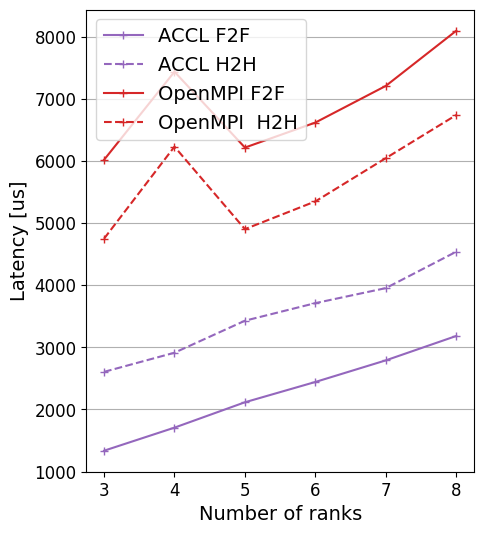 ACCL F2F
ACCL H2H
OpenMPI F2F
OpenMPI  H2H
8000
7000
6000
5000
4000
3000
2000
1000
Latency [us]
3 4 5 6 7 8
Number of ranks